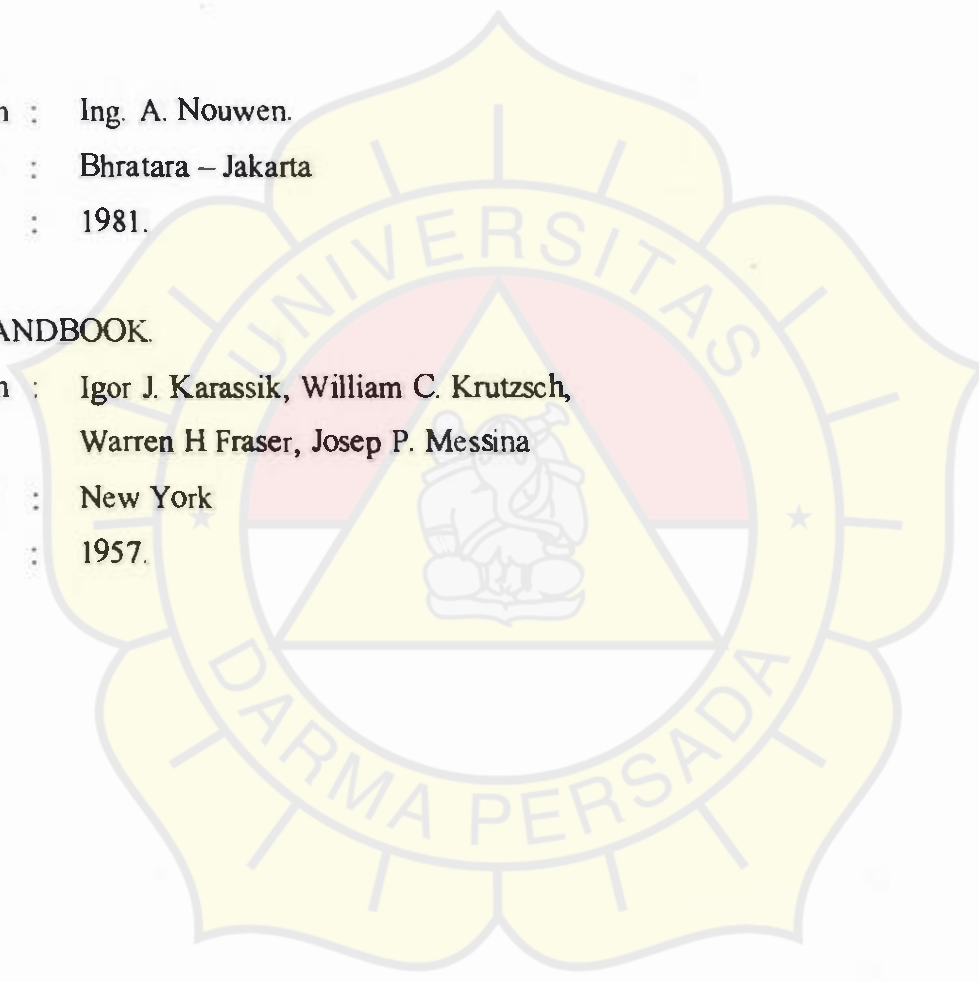 n : Ing. A. Nouwen.
: Bhratara – Jakarta
: 1981.
ANDBOOK.
n : Igor J. Karassik, William C. Krutzsch,
Warren H Fraser, Josep P. Messina
: New York
: 1957.
UNIVERSITAS
DARMA PERSADA